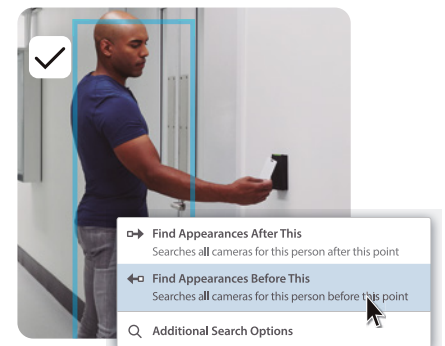 Find Appearances After This
Searches all cameras for this person after this point
Find Appearances Before This
Searches all cameras for this person before this point
Additional Search Options